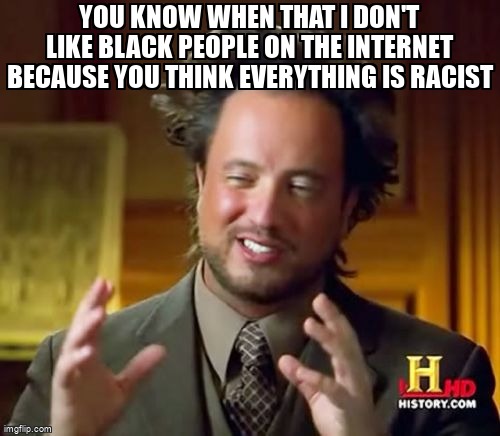 YOU KNOW WHEN THAT I DON'T
LIKE BLACK PEOPLE ON THE INTERNET
BECAUSE YOU THINK EVERYTHING IS RACIST
H HD
HISTORY.COM
imgflip.com